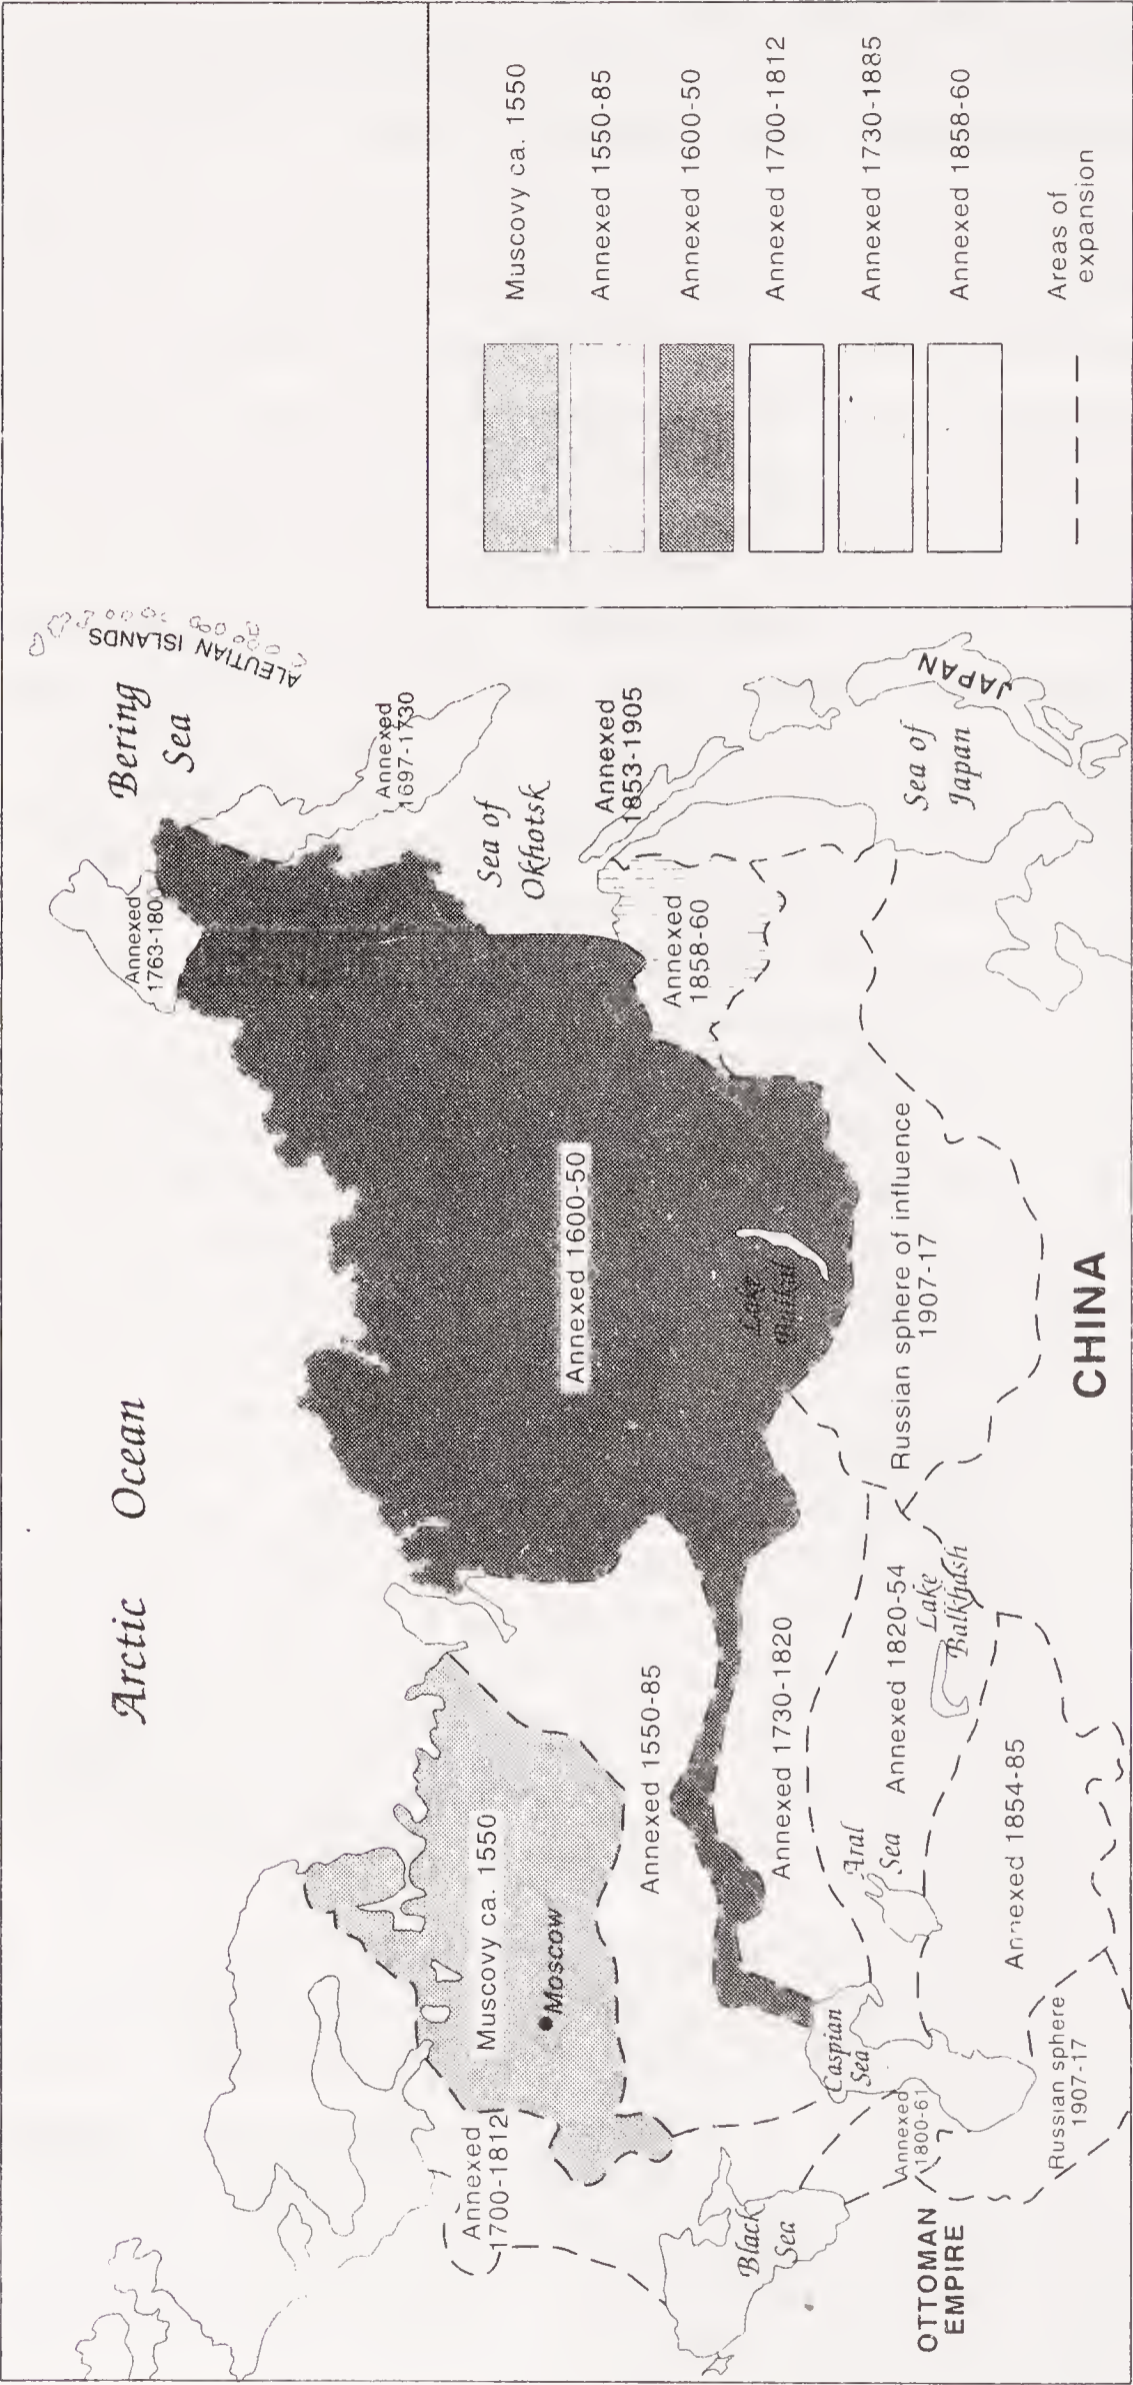 Arctic Ocean
Bering
Sea
ALEUTIAN ISLANDS
Annexed
1763-180
Annexed
1697-1730
Sea of
Okhotsk
Annexed
1853-1905
Annexed
1858-60
Sea of
Japan
JAPAN
Annexed 1600-50
Lake
Baikal
Russian sphere of influence
1907-17
CHINA
Muscovy ca. 1550
Moscow
Annexed
1700-1812
Annexed 1550-85
Annexed 1730-1820
Annexed 1820-54
Lake
Balkhash
Aral
Sea
Annexed 1854-85
Caspian
Sea
Annexed
1800-61
Russian sphere
1907-17
Black
Sea
OTTOMAN
EMPIRE
Muscovy ca. 1550
Annexed 1550-85
Annexed 1600-50
Annexed 1700-1812
Annexed 1730-1885
Annexed 1858-60
Areas of
expansion